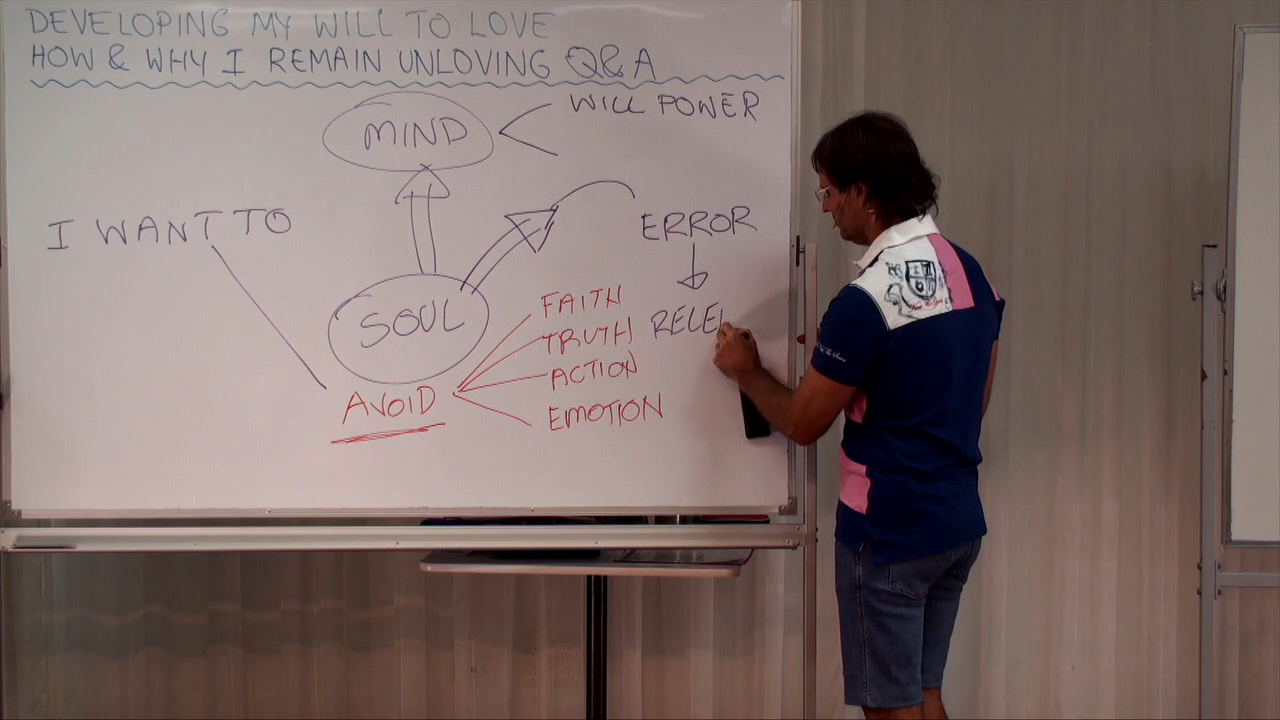 DEVELOPING MY WILL TO LOVE
HOW & WHY I REMAIN UNLOVING Q&A
MIND
WILL POWER
I WANT TO
ERROR
SOUL
FAITH
TRUTH
RELE
ACTION
AVOID
EMOTION